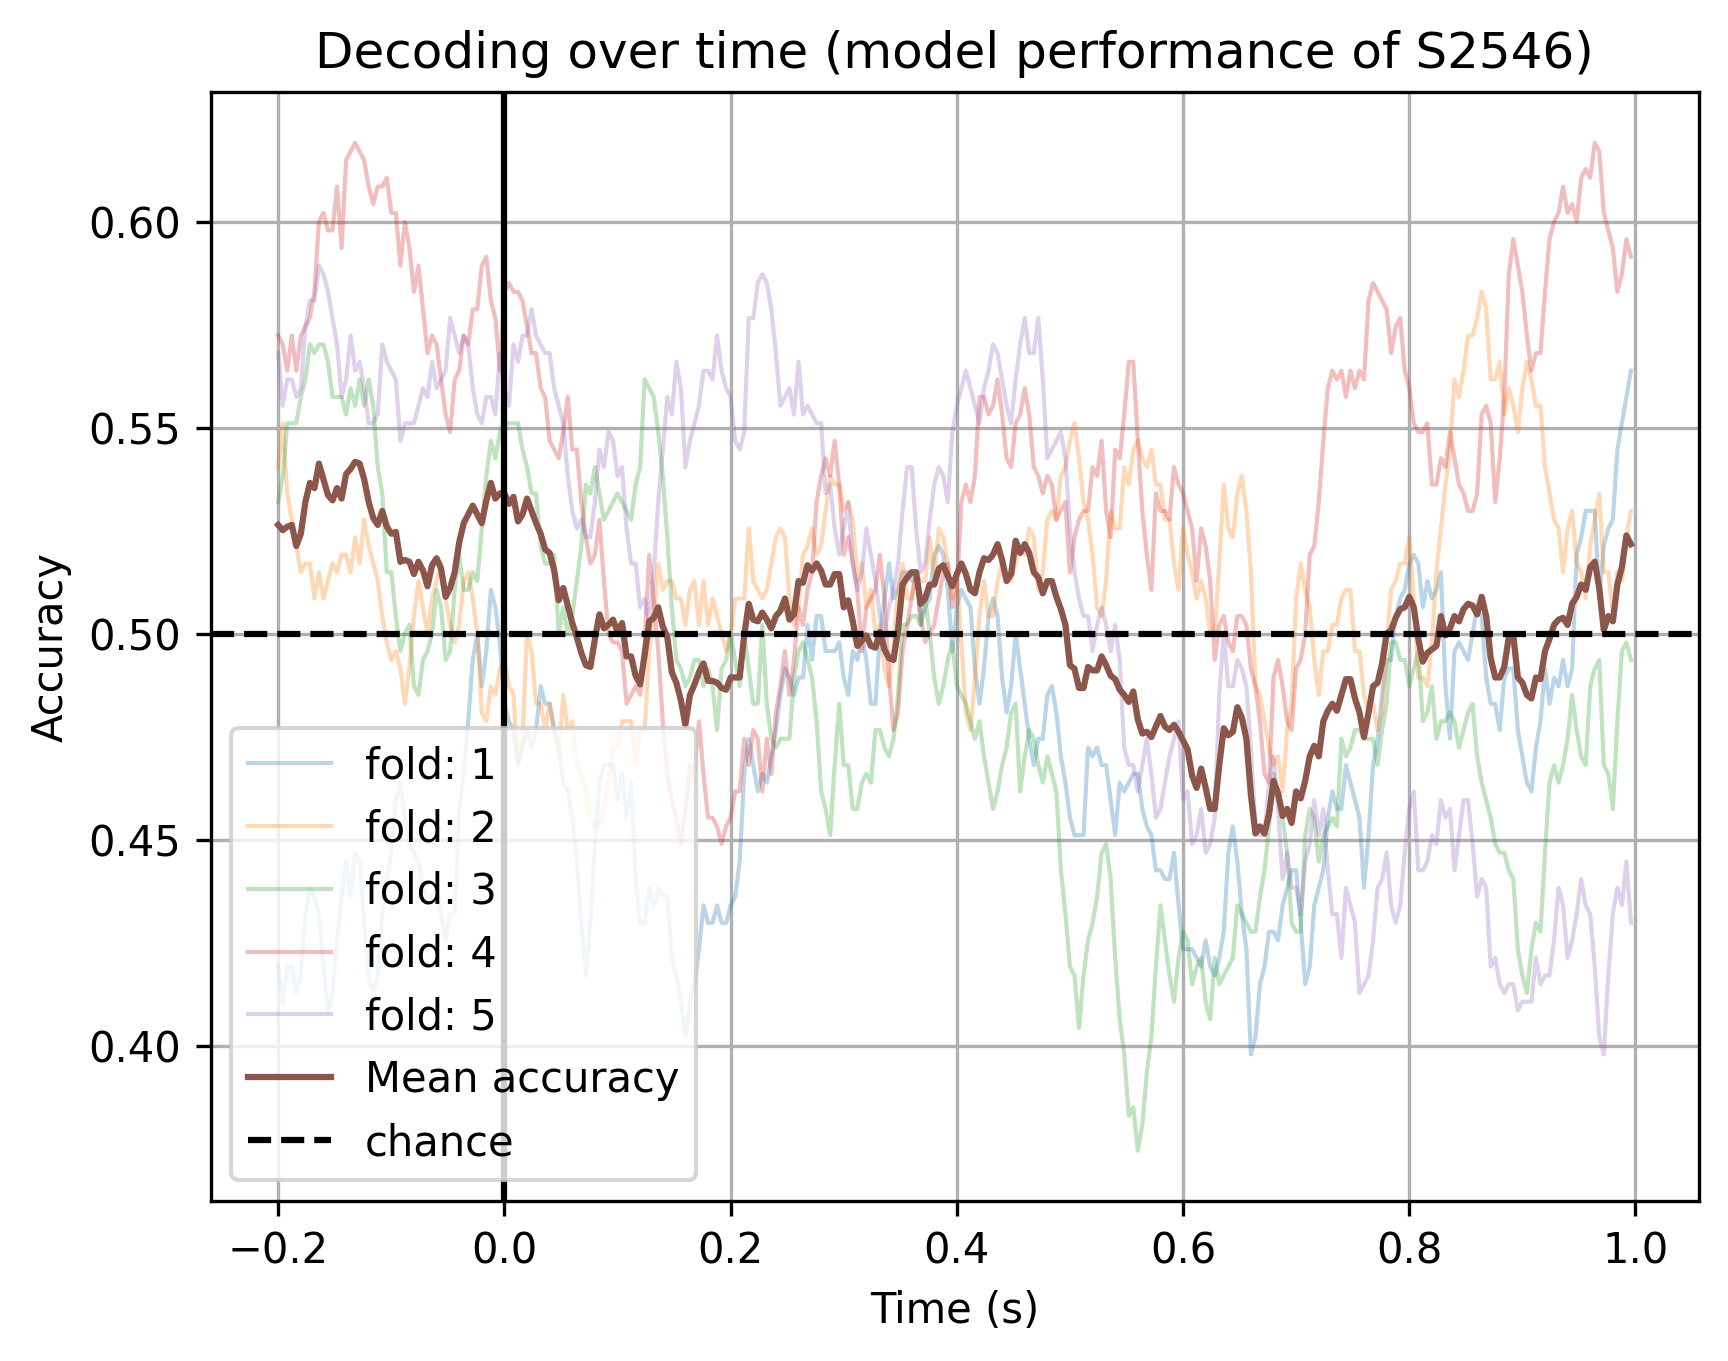 Decoding over time (model performance of S2546)
Accuracy
0.60
0.55
0.50
0.45
0.40
fold: 1
fold: 2
fold: 3
fold: 4
fold: 5
Mean accuracy
chance
−0.2 0.0 0.2 0.4 0.6 0.8 1.0
Time (s)